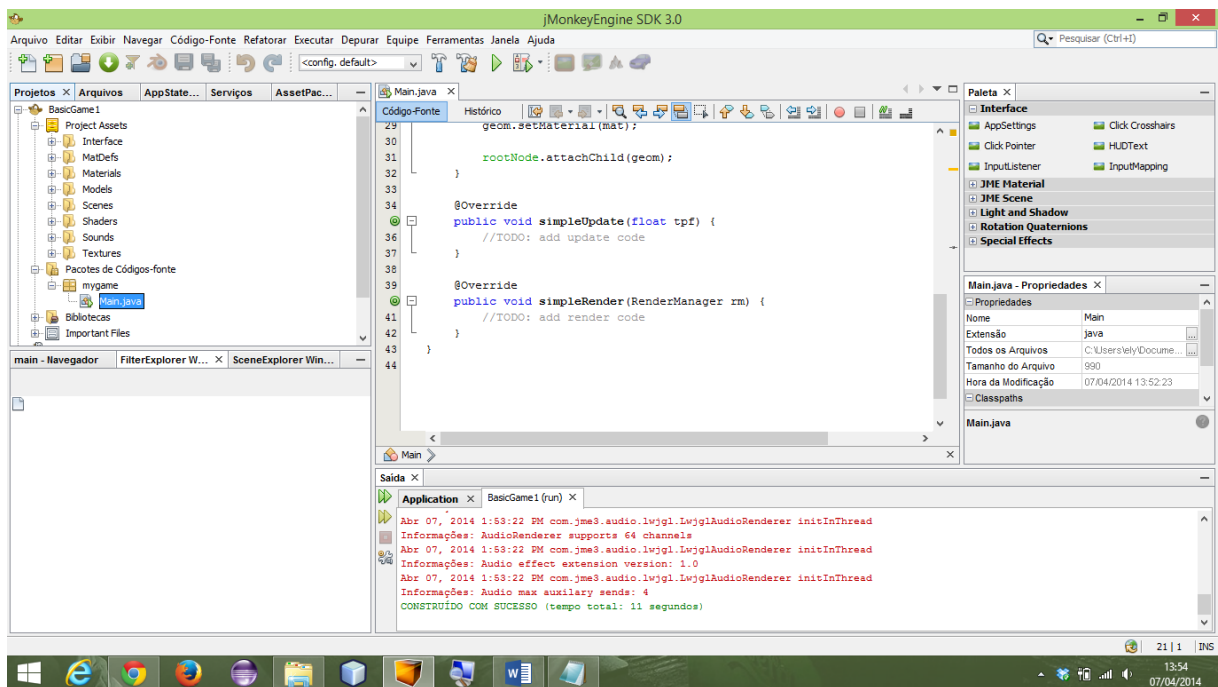 jMonkeyEngine SDK 3.0
Arquivo Editar Exibir Navegar Código-Fonte Refatorar Executar Depurar Equipe Ferramentas Janela Ajuda
Pesquisar (Ctrl+I)
<config. default>
Projetos Arquivos AppState... Serviços AssetPac...
BasicGame1
Project Assets
Interface
MatDefs
Materials
Models
Scenes
Shaders
Sounds
Textures
Pacotes de Códigos-fonte
mygame
Main.java
Bibliotecas
Important Files
main - Navegador FilterExplorer W... SceneExplorer Win...
Main.java
Código-Fonte Histórico
29 geom.setMaterial(mat);
30
31 rootNode.attachChild(geom);
32 }
33
34 @Override
public void simpleUpdate(float tpf) {
36 //TODO: add update code
37 }
38
39 @Override
public void simpleRender(RenderManager rm) {
41 //TODO: add render code
42 }
43 }
44
Main
Paleta
Interface
AppSettings Click Crosshairs
Click Pointer HUDText
InputListener InputMapping
JME Material
JME Scene
Light and Shadow
Rotation Quaternions
Special Effects
Main.java - Propriedades
Propriedades
Nome Main
Extensão java
Todos os Arquivos C:\Users\ely\Docume...
Tamanho do Arquivo 990
Hora da Modificação 07/04/2014 13:52:23
Classpaths
Main.java
Saída
Application BasicGame1 (run)
Abr 07, 2014 1:53:22 PM com.jme3.audio.lwjgl.LwjglAudioRenderer initInThread
Informações: AudioRenderer supports 64 channels
Abr 07, 2014 1:53:22 PM com.jme3.audio.lwjgl.LwjglAudioRenderer initInThread
Informações: Audio effect extension version: 1.0
Abr 07, 2014 1:53:22 PM com.jme3.audio.lwjgl.LwjglAudioRenderer initInThread
Informações: Audio max auxilary sends: 4
CONSTRUÍDO COM SUCESSO (tempo total: 11 segundos)
21 | 1 INS
13:54
07/04/2014